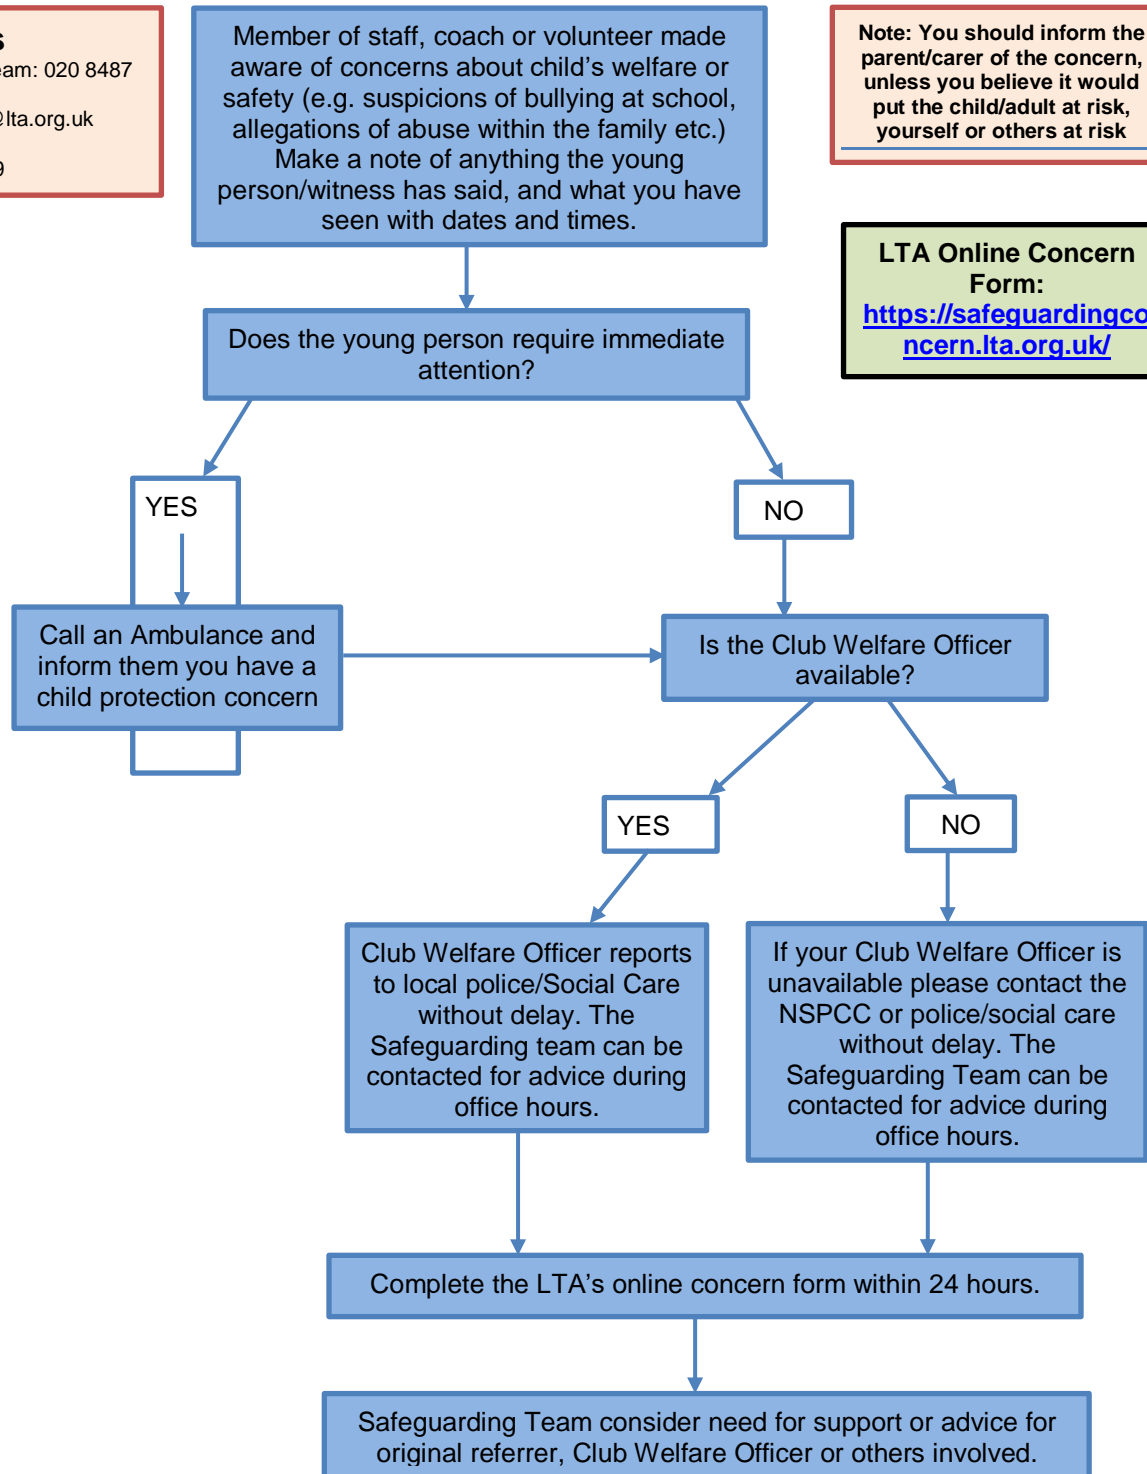 s
eam: 020 8487
@lta.org.uk
9
Member of staff, coach or volunteer made
aware of concerns about child’s welfare or
safety (e.g. suspicions of bullying at school,
allegations of abuse within the family etc.)
Make a note of anything the young
person/witness has said, and what you have
seen with dates and times.
Note: You should inform the
parent/carer of the concern,
unless you believe it would
put the child/adult at risk,
yourself or others at risk
LTA Online Concern
Form:
https://safeguardingco
ncern.lta.org.uk/
Does the young person require immediate
attention?
YES
NO
Call an Ambulance and
inform them you have a
child protection concern
Is the Club Welfare Officer
available?
YES
NO
Club Welfare Officer reports
to local police/Social Care
without delay. The
Safeguarding team can be
contacted for advice during
office hours.
If your Club Welfare Officer is
unavailable please contact the
NSPCC or police/social care
without delay. The
Safeguarding Team can be
contacted for advice during
office hours.
Complete the LTA’s online concern form within 24 hours.
Safeguarding Team consider need for support or advice for
original referrer, Club Welfare Officer or others involved.